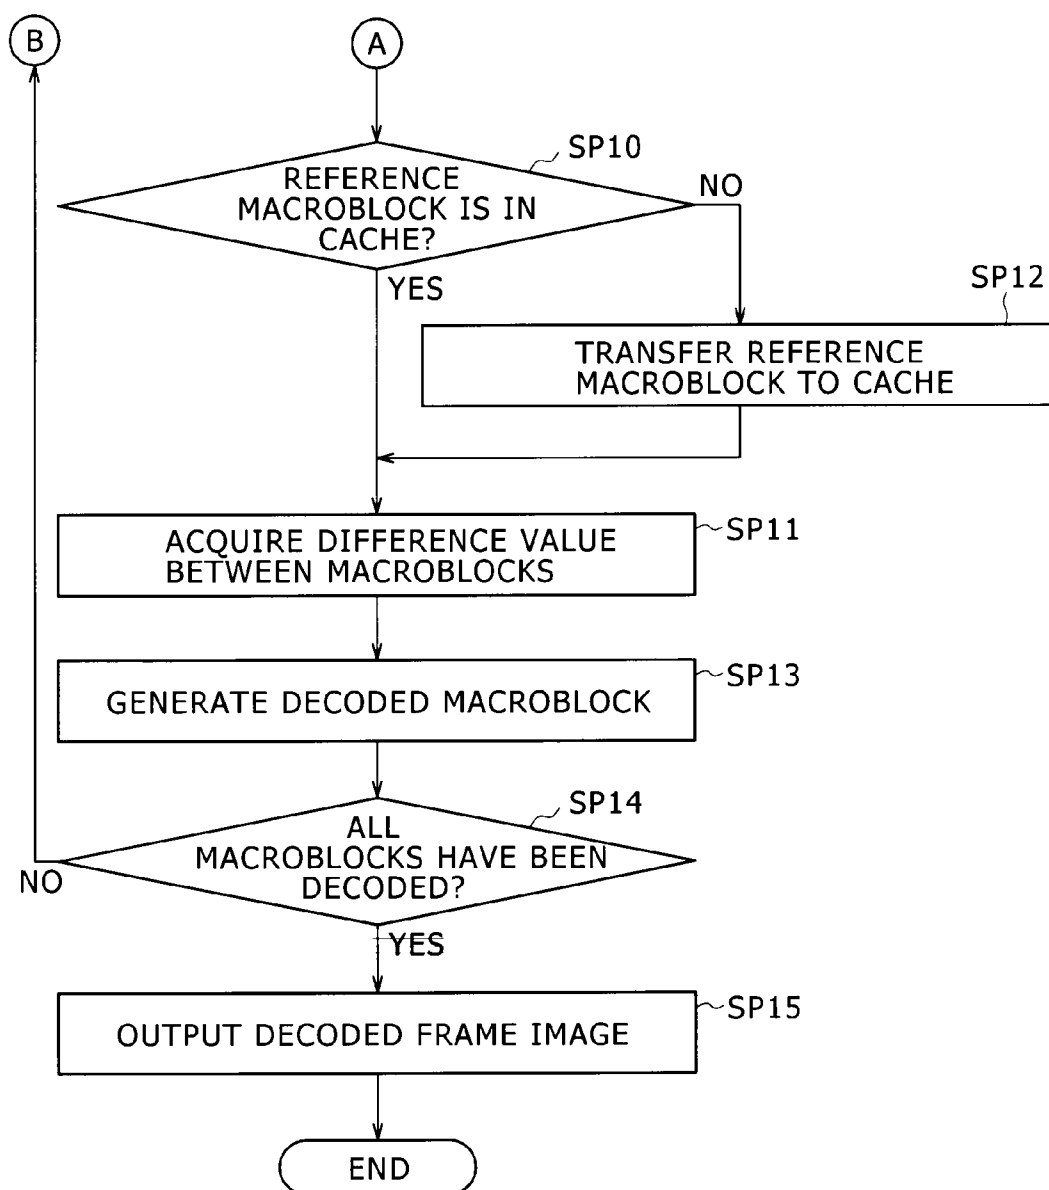 B
A
SP10
REFERENCE
MACROBLOCK IS IN
CACHE?
NO
YES
SP12
TRANSFER REFERENCE
MACROBLOCK TO CACHE
ACQUIRE DIFFERENCE VALUE
BETWEEN MACROBLOCKS
SP11
GENERATE DECODED MACROBLOCK
SP13
SP14
ALL
MACROBLOCKS HAVE BEEN
DECODED?
NO
YES
OUTPUT DECODED FRAME IMAGE
SP15
END